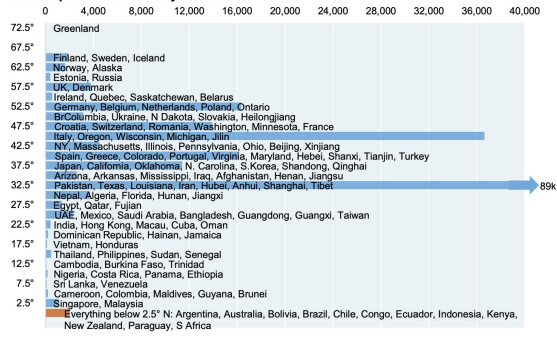 0 4,000 8,000 12,000 16,000 20,000 24,000 28,000 32,000 36,000 40,000
72.5° Greenland
67.5°
Finland, Sweden, Iceland
62.5° Norway, Alaska
Estonia, Russia
57.5° UK, Denmark
Ireland, Quebec, Saskatchewan, Belarus
52.5° Germany, Belgium, Netherlands, Poland, Ontario
BrColumbia, Ukraine, N Dakota, Slovakia, Heilongjiang
47.5° Croatia, Switzerland, Romania, Washington, Minnesota, France
Italy, Oregon, Wisconsin, Michigan, Jilin
42.5° NY, Massachusetts, Illinois, Pennsylvania, Ohio, Beijing, Xinjiang
Spain, Greece, Colorado, Portugal, Virginia, Maryland, Hebei, Shanxi, Tianjin, Turkey
37.5° Japan, California, Oklahoma, N. Carolina, S.Korea, Shandong, Qinghai
Arizona, Arkansas, Mississippi, Iraq, Afghanistan, Henan, Jiangsu
32.5° Pakistan, Texas, Louisiana, Iran, Hubei, Anhui, Shanghai, Tibet 89k
Nepal, Algeria, Florida, Hunan, Jiangxi
27.5° Egypt, Qatar, Fujian
UAE, Mexico, Saudi Arabia, Bangladesh, Guangdong, Guangxi, Taiwan
22.5° India, Hong Kong, Macau, Cuba, Oman
Dominican Republic, Hainan, Jamaica
17.5° Vietnam, Honduras
Thailand, Philippines, Sudan, Senegal
12.5° Cambodia, Burkina Faso, Trinidad
Nigeria, Costa Rica, Panama, Ethiopia
7.5° Sri Lanka, Venezuela
Cameroon, Colombia, Maldives, Guyana, Brunei
2.5° Singapore, Malaysia
Everything below 2.5° N: Argentina, Australia, Bolivia, Brazil, Chile, Congo, Ecuador, Indonesia, Kenya,
New Zealand, Paraguay, S Africa